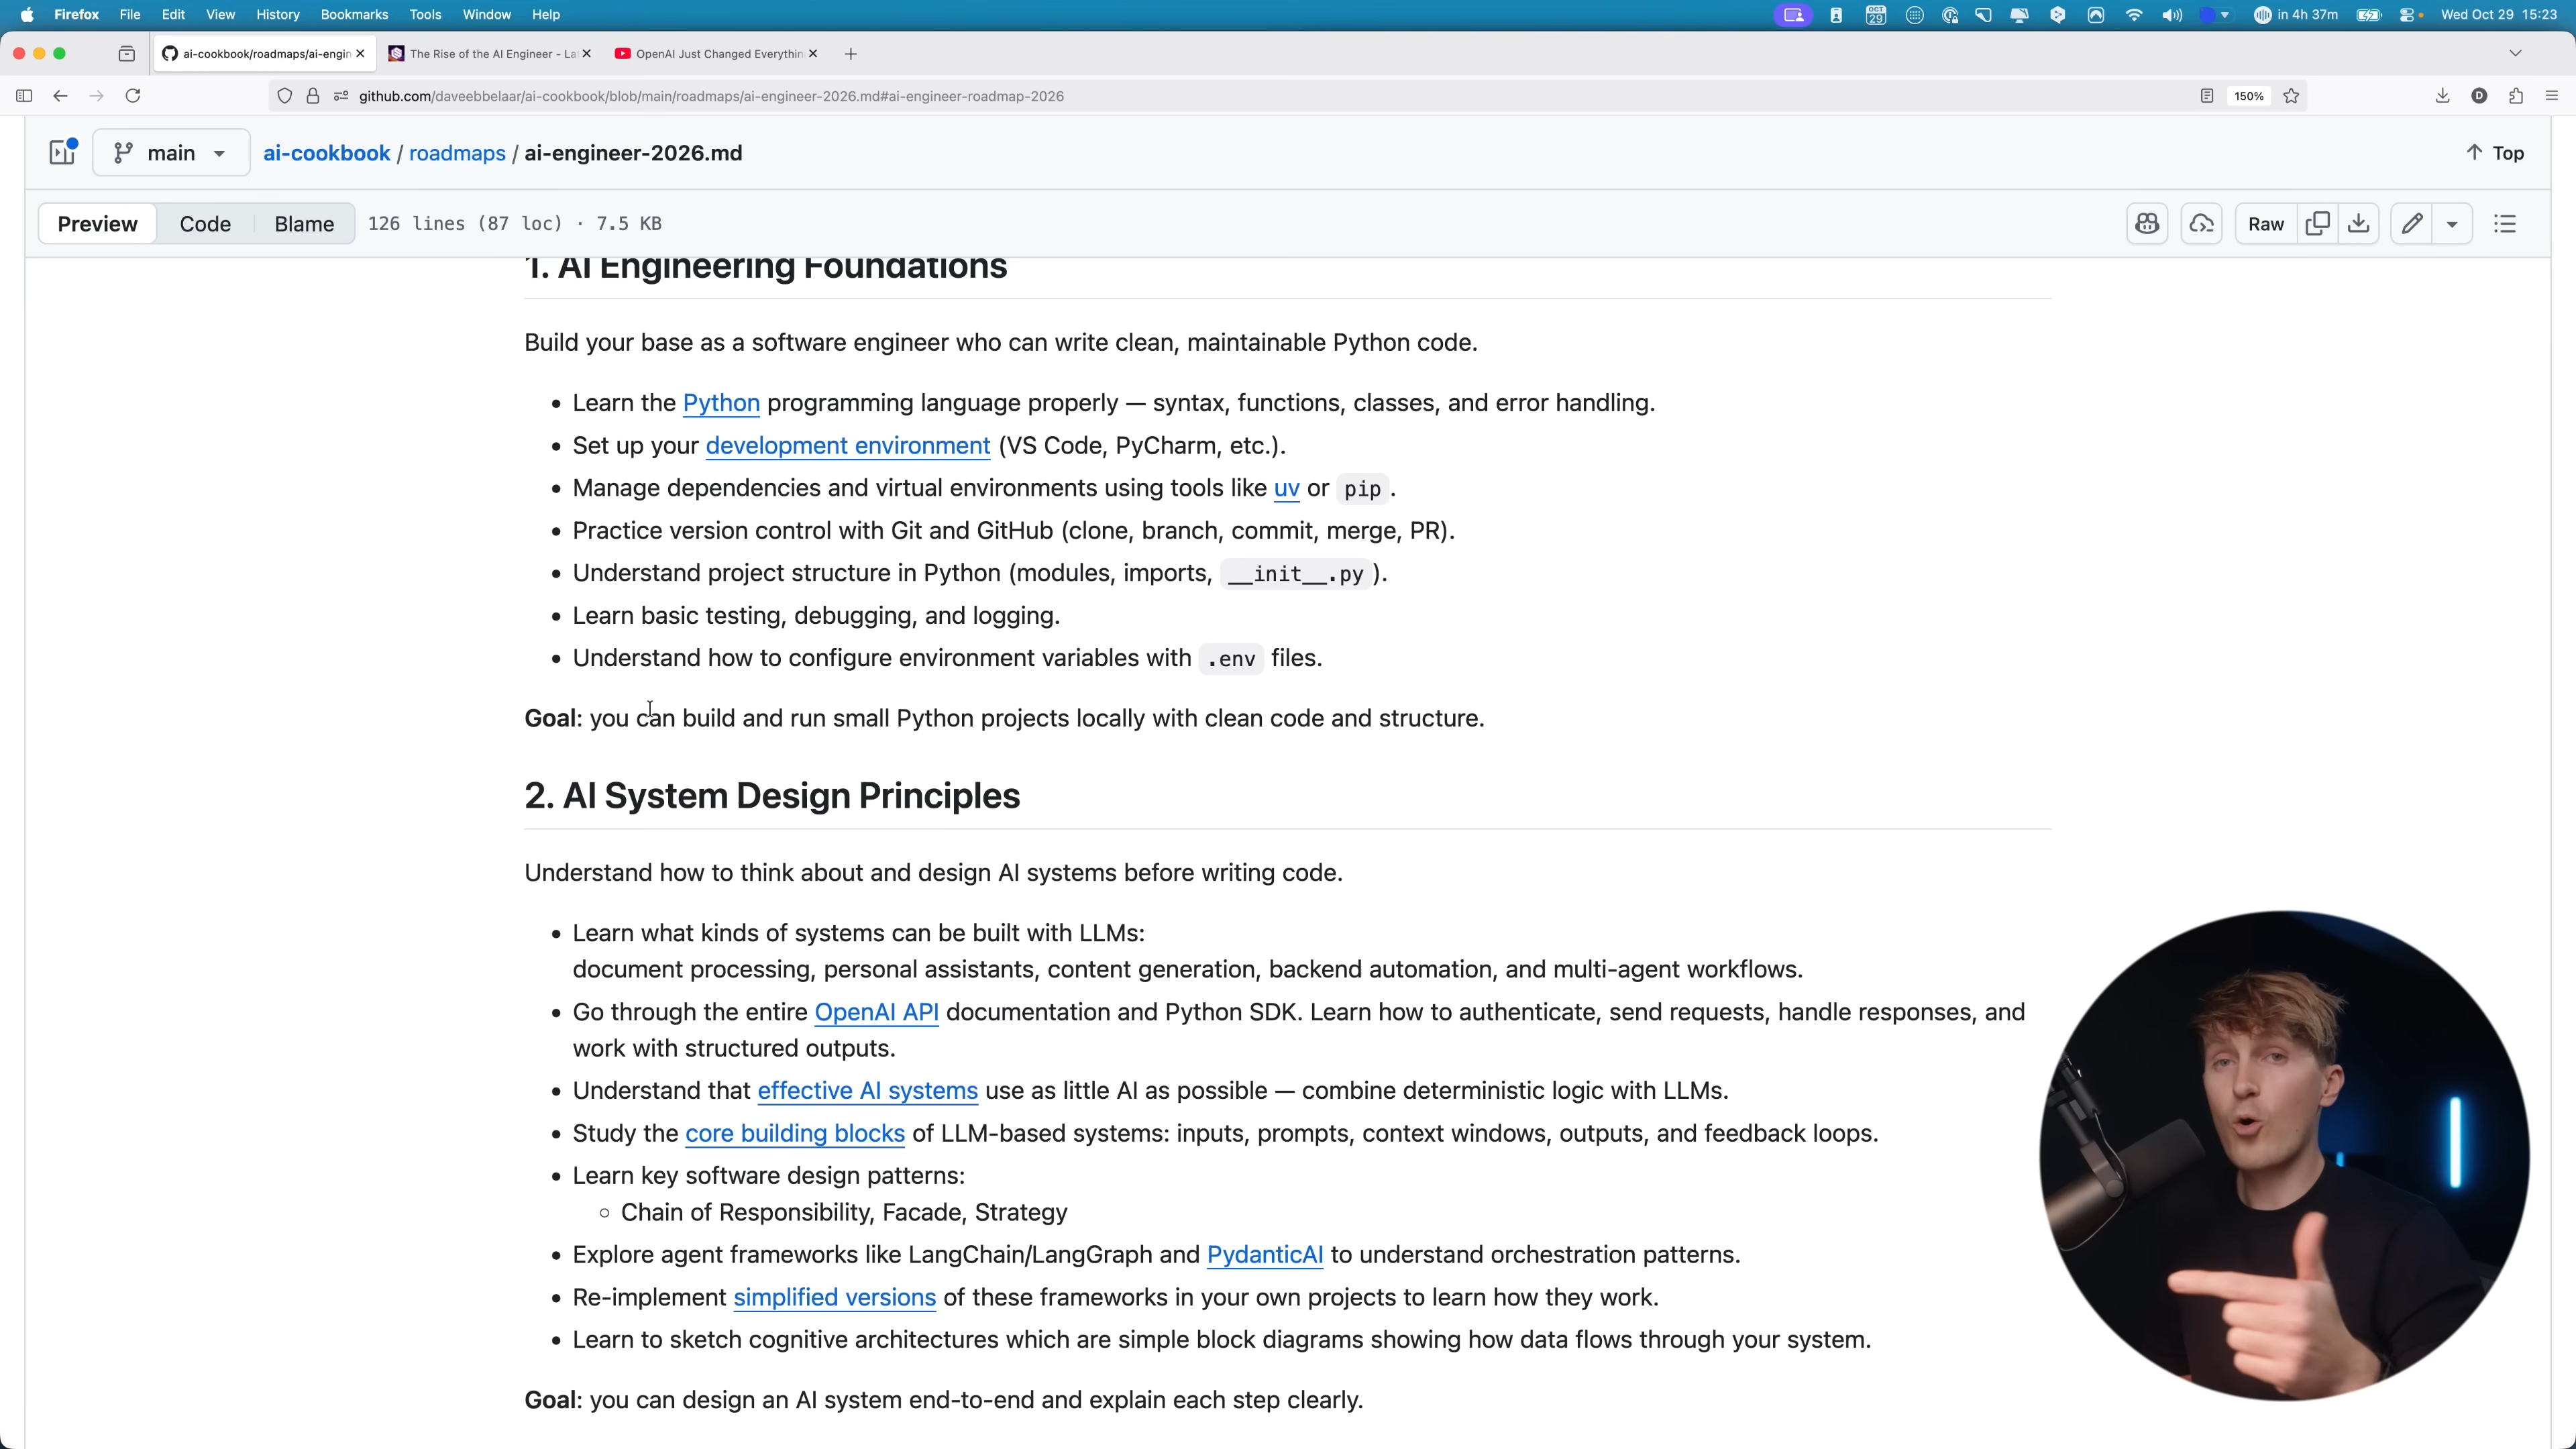 Firefox File Edit View History Bookmarks Tools Window Help OCT 29 in 4h 37m Wed Oct 29 15:23
ai-cookbook/roadmaps/ai-engin The Rise of the AI Engineer - La OpenAI Just Changed Everythin
github.com/daveebbelaar/ai-cookbook/blob/main/roadmaps/ai-engineer-2026.md#ai-engineer-roadmap-2026 150% D
main ai-cookbook / roadmaps / ai-engineer-2026.md Top
Preview Code Blame 126 lines (87 loc) · 7.5 KB Raw
1. AI Engineering Foundations
Build your base as a software engineer who can write clean, maintainable Python code.
• Learn the Python programming language properly — syntax, functions, classes, and error handling.
• Set up your development environment (VS Code, PyCharm, etc.).
• Manage dependencies and virtual environments using tools like uv or pip.
• Practice version control with Git and GitHub (clone, branch, commit, merge, PR).
• Understand project structure in Python (modules, imports, __init__.py).
• Learn basic testing, debugging, and logging.
• Understand how to configure environment variables with .env files.
Goal: you can build and run small Python projects locally with clean code and structure.
2. AI System Design Principles
Understand how to think about and design AI systems before writing code.
• Learn what kinds of systems can be built with LLMs:
document processing, personal assistants, content generation, backend automation, and multi-agent workflows.
• Go through the entire OpenAI API documentation and Python SDK. Learn how to authenticate, send requests, handle responses, and
work with structured outputs.
• Understand that effective AI systems use as little AI as possible — combine deterministic logic with LLMs.
• Study the core building blocks of LLM-based systems: inputs, prompts, context windows, outputs, and feedback loops.
• Learn key software design patterns:
○ Chain of Responsibility, Facade, Strategy
• Explore agent frameworks like LangChain/LangGraph and PydanticAI to understand orchestration patterns.
• Re-implement simplified versions of these frameworks in your own projects to learn how they work.
• Learn to sketch cognitive architectures which are simple block diagrams showing how data flows through your system.
Goal: you can design an AI system end-to-end and explain each step clearly.